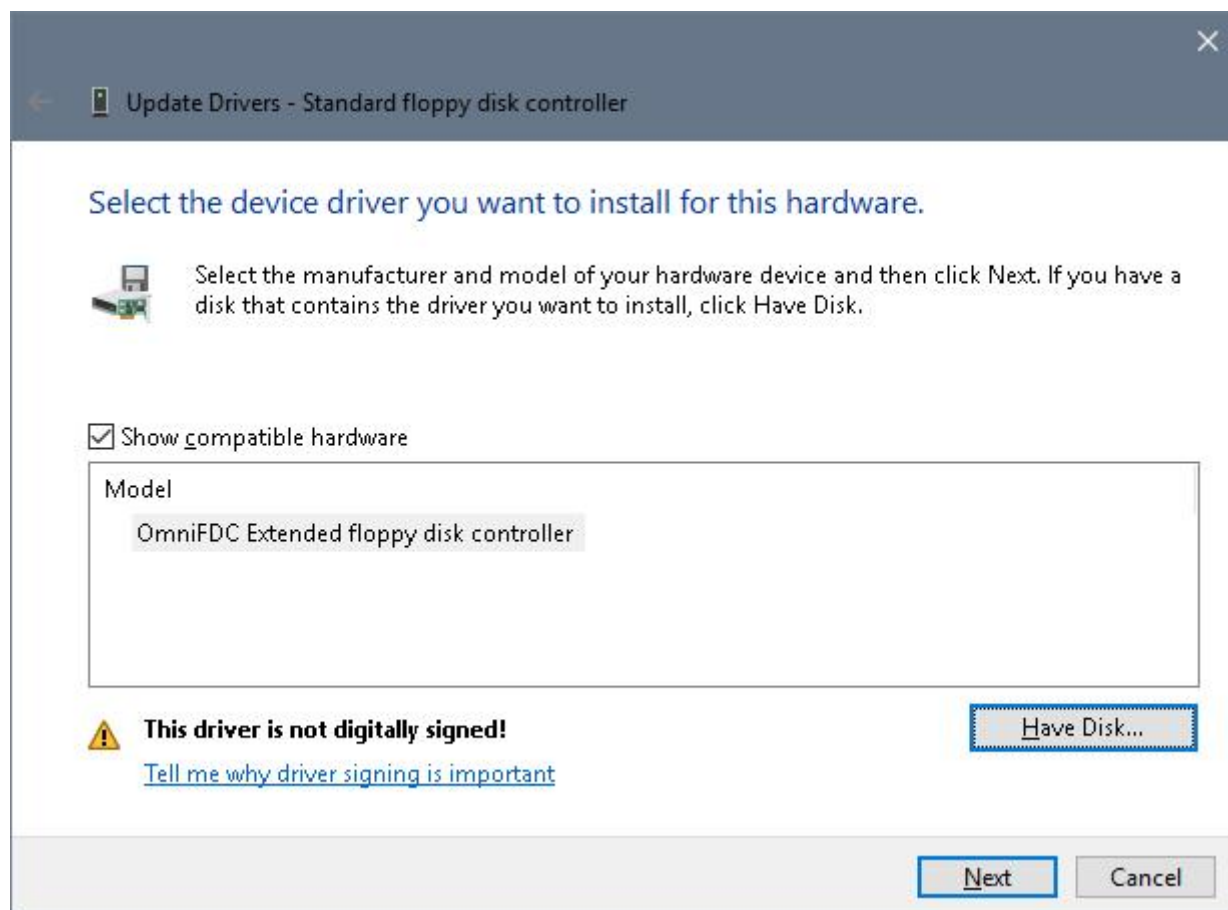 Update Drivers - Standard floppy disk controller
Select the device driver you want to install for this hardware.
Select the manufacturer and model of your hardware device and then click Next. If you have a
disk that contains the driver you want to install, click Have Disk.
Show compatible hardware
Model
OmniFDC Extended floppy disk controller
This driver is not digitally signed!
Have Disk...
Tell me why driver signing is important
Next
Cancel